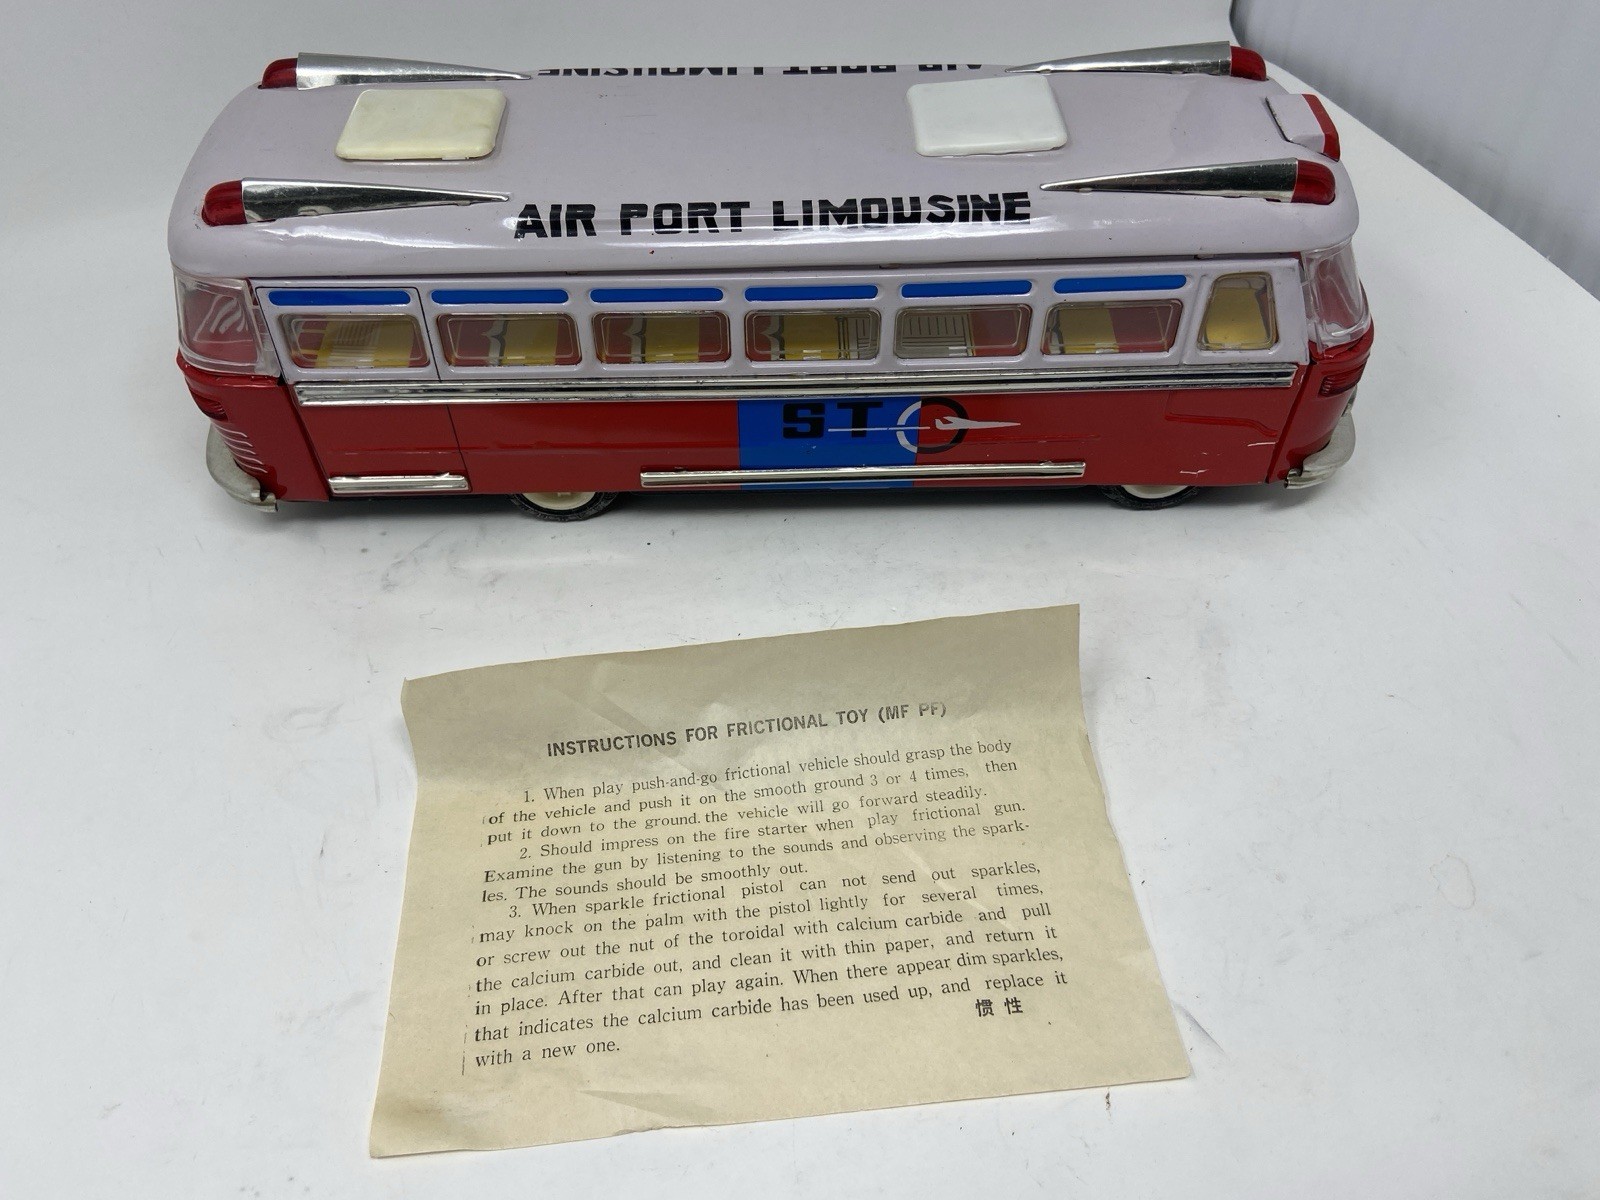 AIR PORT LIMOUSINE
AIR PORT LIMOUSINE
STO
INSTRUCTIONS FOR FRICTIONAL TOY (MF PF)
1. When play push-and-go frictional vehicle should grasp the body
of the vehicle and push it on the smooth ground 3 or 4 times, then
put it down to the ground. the vehicle will go forward steadily.
2. Should impress on the fire starter when play frictional gun.
Examine the gun by listening to the sounds and observing the spark-
les. The sounds should be smoothly out.
3. When sparkle frictional pistol can not send out sparkles,
may knock on the palm with the pistol lightly for several times,
or screw out the nut of the toroidal with calcium carbide and pull
the calcium carbide out, and clean it with thin paper, and return it
in place. After that can play again. When there appear dim sparkles,
that indicates the calcium carbide has been used up, and replace it
with a new one.
惯性